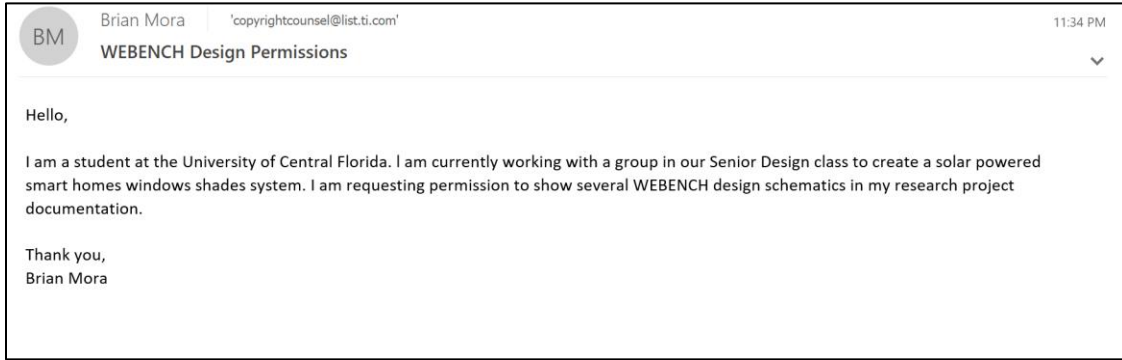 BM
Brian Mora 'copyrightcounsel@list.ti.com' 11:34 PM
WEBENCH Design Permissions
Hello,
I am a student at the University of Central Florida. I am currently working with a group in our Senior Design class to create a solar powered
smart homes windows shades system. I am requesting permission to show several WEBENCH design schematics in my research project
documentation.
Thank you,
Brian Mora